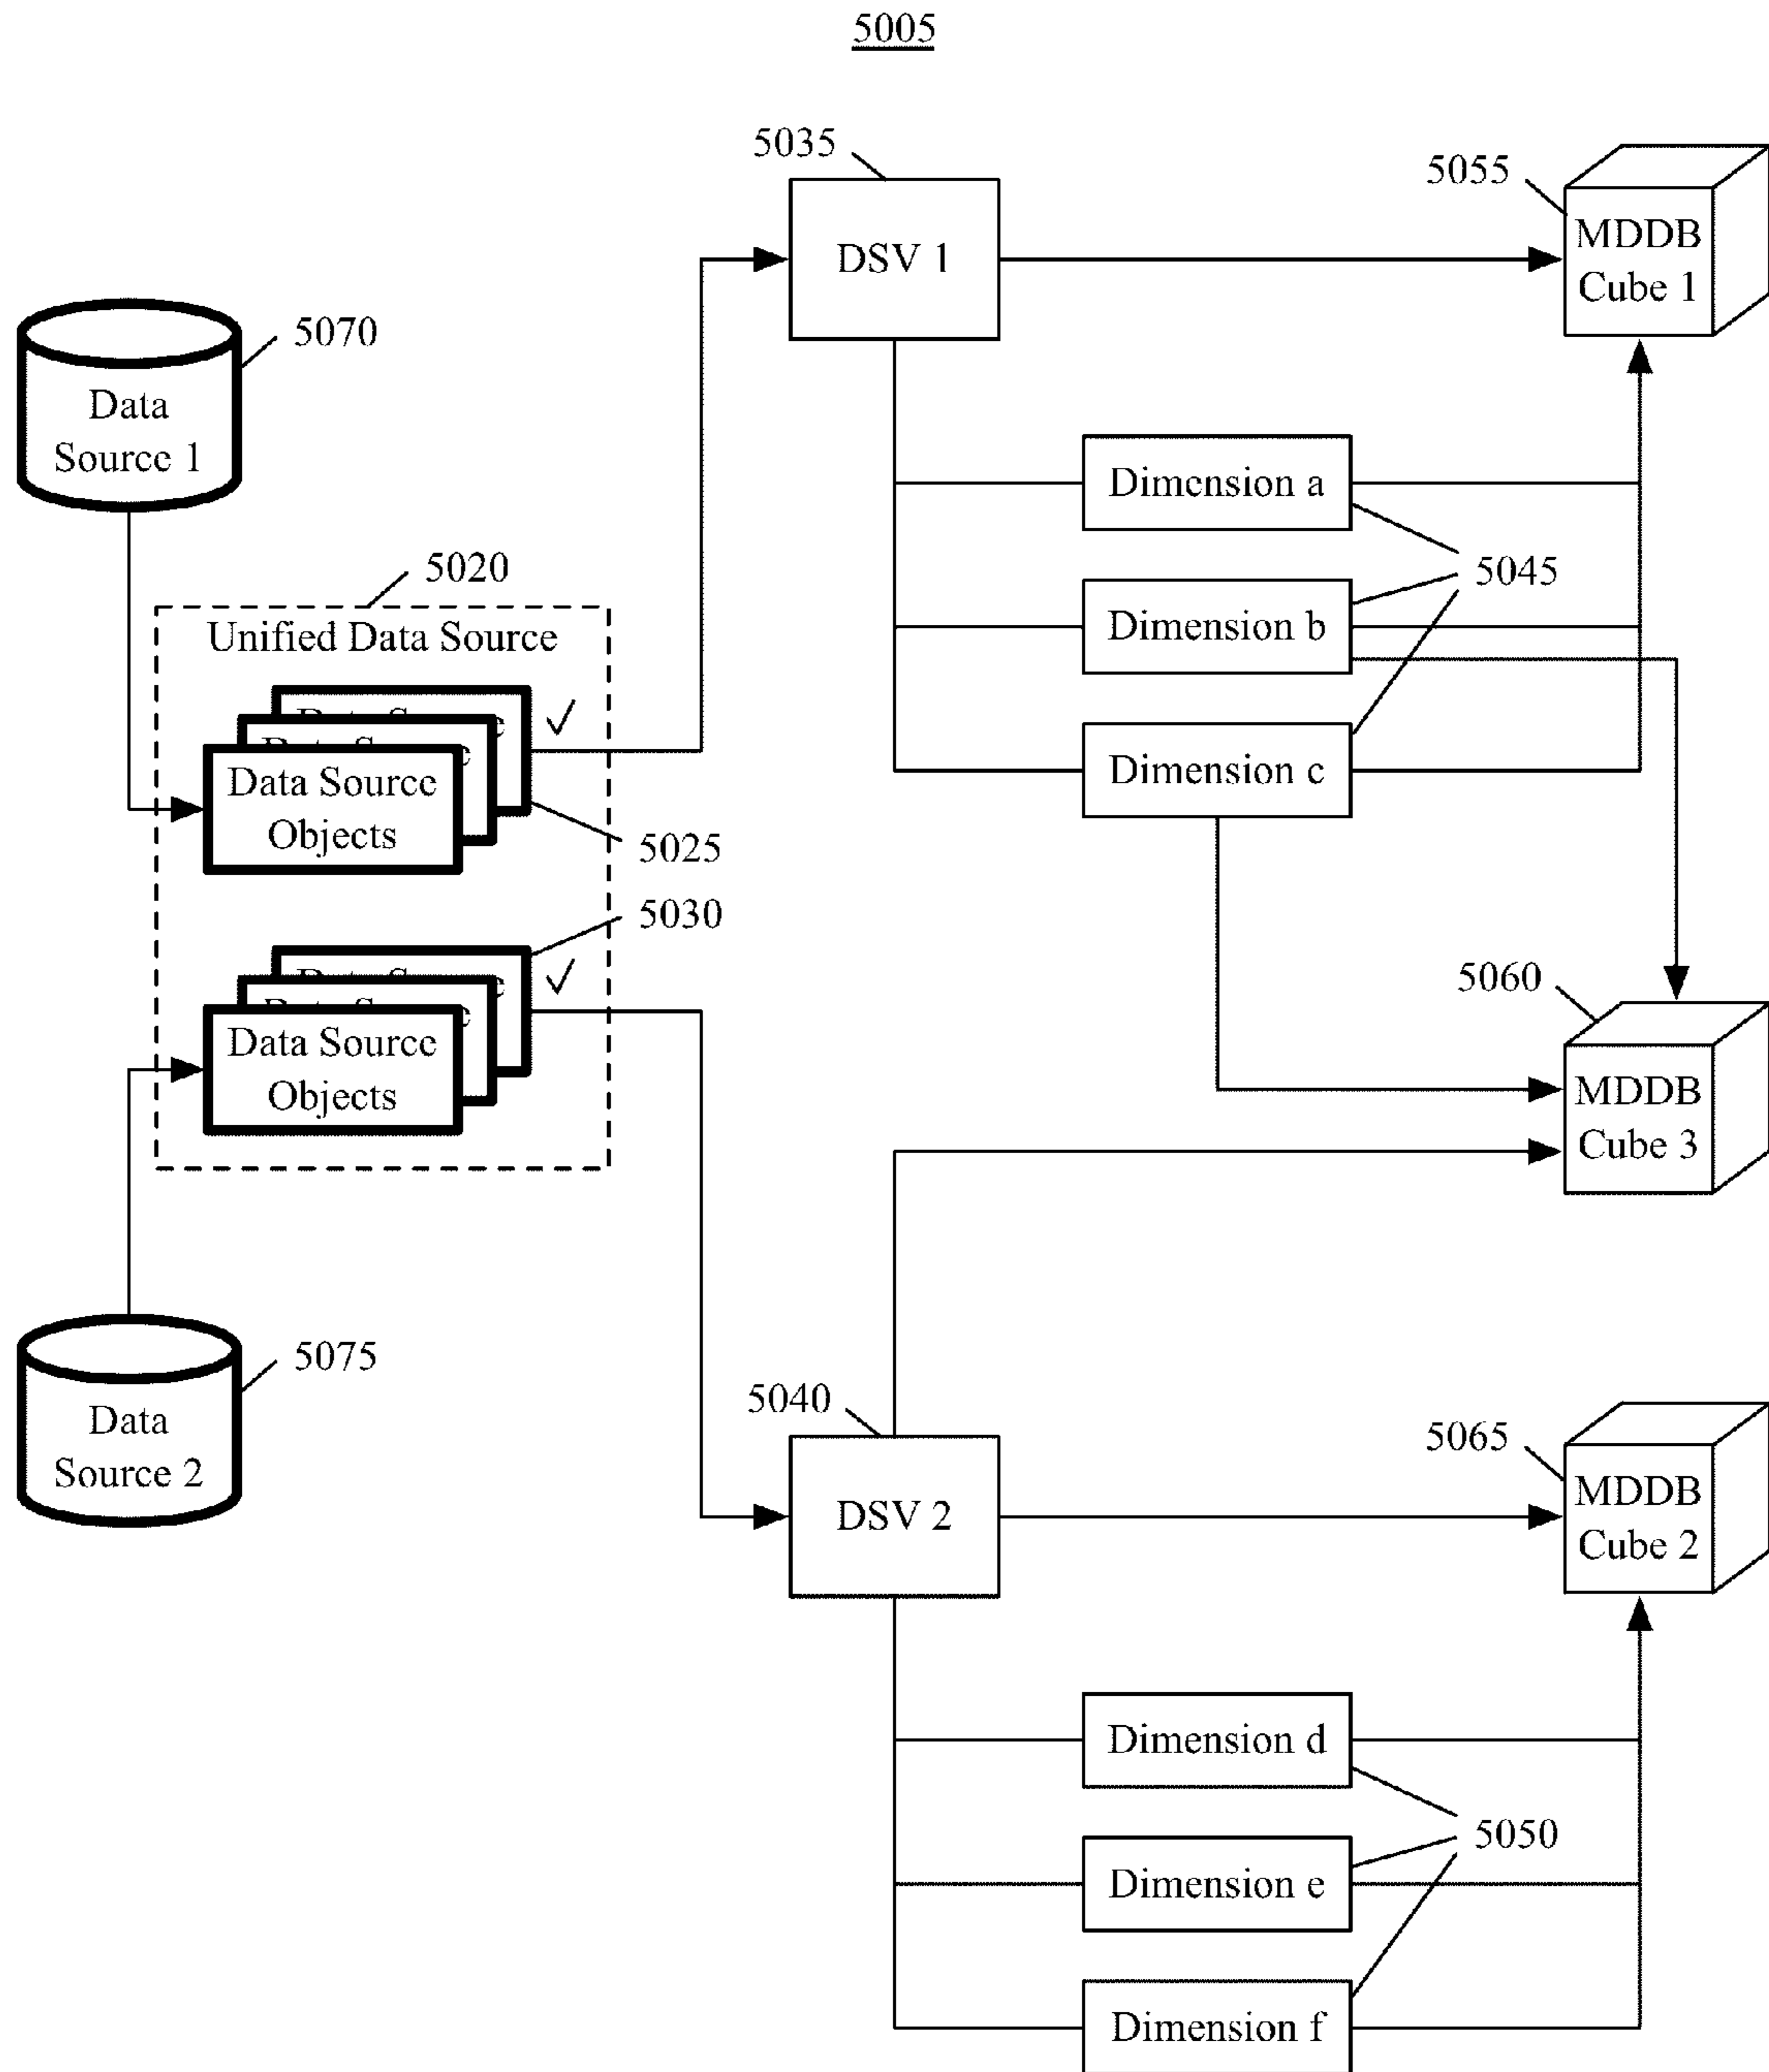 5005
5035
DSV 1
5055
MDDB
Cube 1
5070
Data
Source 1
Dimension a
5045
Dimension b
Dimension c
5020
Unified Data Source
Data Source
Objects
5025
5030
Data Source
Objects
5060
MDDB
Cube 3
5075
Data
Source 2
5040
DSV 2
5065
MDDB
Cube 2
Dimension d
5050
Dimension e
Dimension f